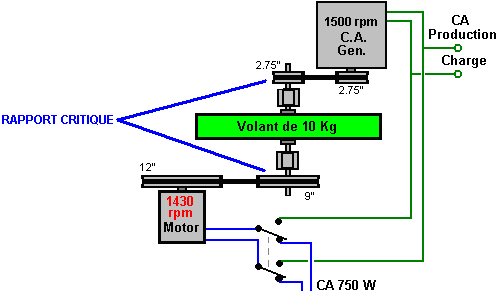 1500 rpm
C.A.
Gen.
CA
Production
Charge
2.75"
2.75"
RAPPORT CRITIQUE
Volant de 10 Kg
12"
9"
1430
rpm
Motor
CA 750 W